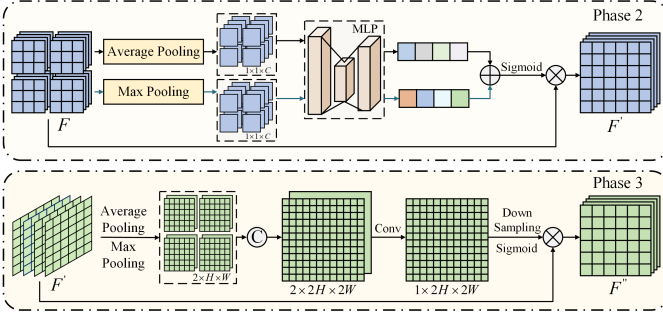 Phase 2
Average Pooling
1×1×C
MLP
Max Pooling
1×1×C
Sigmoid
F
F'
Phase 3
Average
Pooling
Max
Pooling
2×H×W
C
Conv
Down
Sampling
Sigmoid
F'
2×2H×2W
1×2H×2W
F"